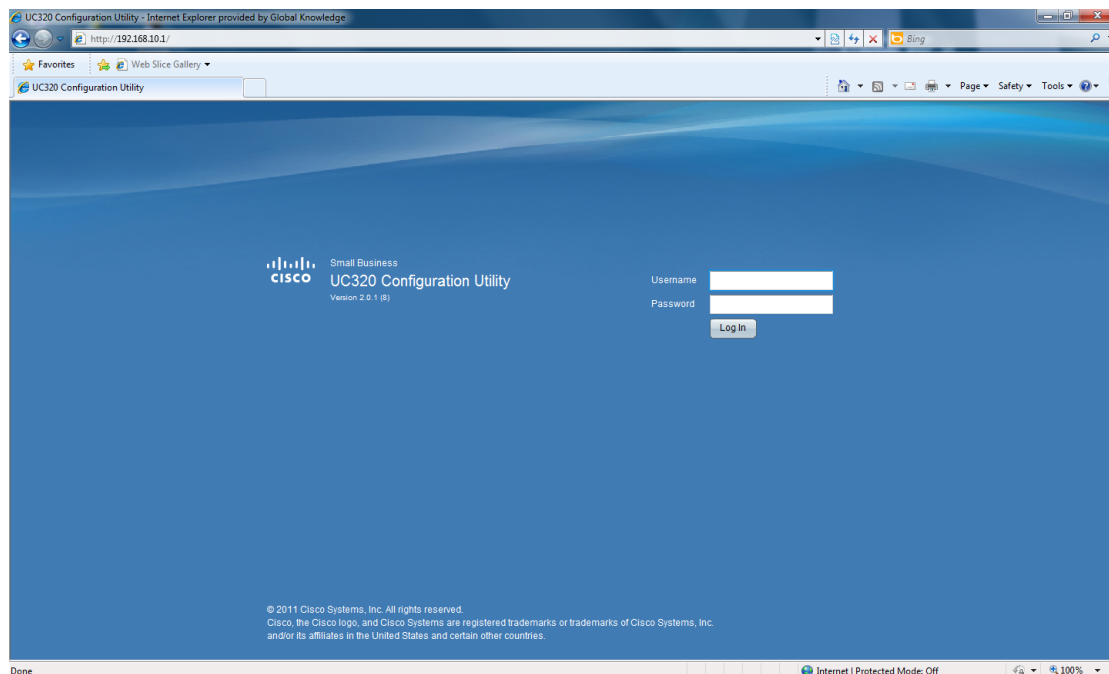 UC320 Configuration Utility - Internet Explorer provided by Global Knowledge
http://192.168.10.1/
Bing
Favorites
Web Slice Gallery
UC320 Configuration Utility
Page
Safety
Tools
CISCO
Small Business
UC320 Configuration Utility
Version 2.0.1 (8)
Username
Password
Log In
© 2011 Cisco Systems, Inc. All rights reserved.
Cisco, the Cisco logo, and Cisco Systems are registered trademarks or trademarks of Cisco Systems, Inc.
and/or its affiliates in the United States and certain other countries.
Done
Internet | Protected Mode: Off
100%